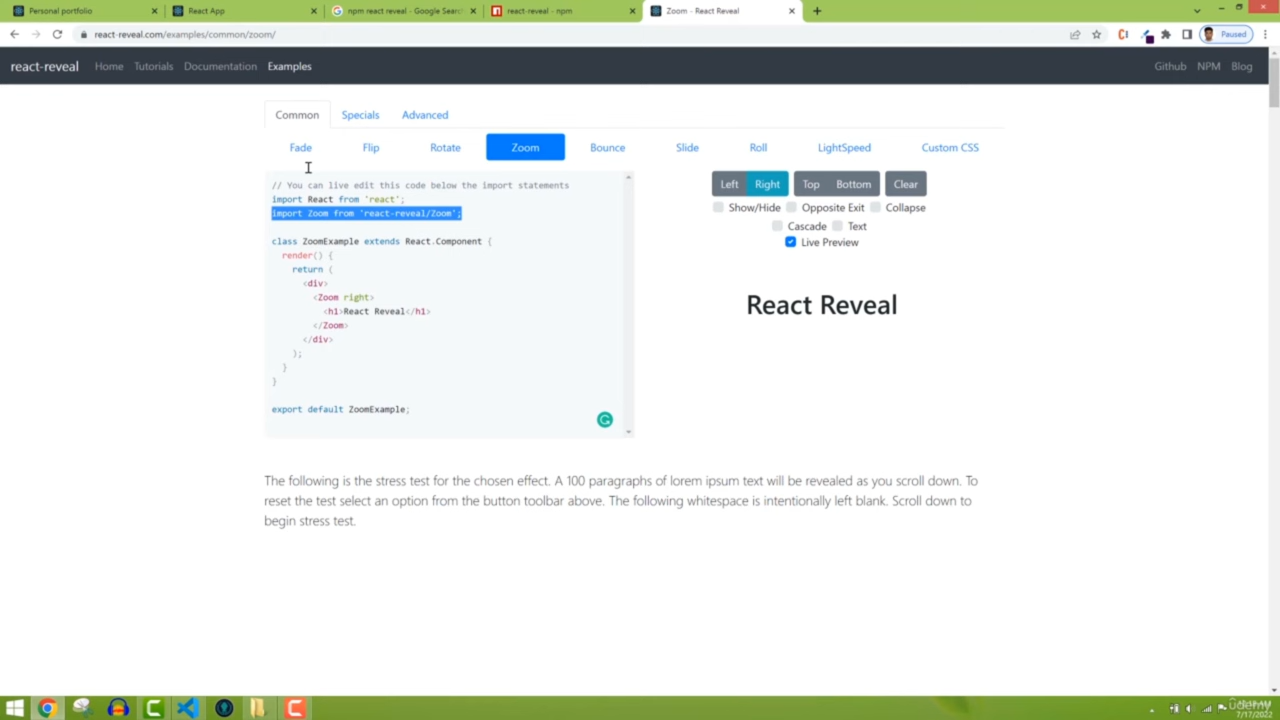 Personal portfolio
React App
npm react reveal - Google Searc
react-reveal - npm
Zoom - React Reveal
react-reveal.com/examples/common/zoom/
Paused
react-reveal Home Tutorials Documentation Examples Github NPM Blog
Common Specials Advanced
Fade Flip Rotate Zoom Bounce Slide Roll LightSpeed Custom CSS
// You can live edit this code below the import statements
import React from 'react';
import Zoom from 'react-reveal/Zoom';
class ZoomExample extends React.Component {
render() {
return (
<div>
<Zoom right>
<h1>React Reveal</h1>
</Zoom>
</div>
);
}
}
export default ZoomExample;
Left Right Top Bottom Clear
Show/Hide Opposite Exit Collapse
Cascade Text
Live Preview
React Reveal
The following is the stress test for the chosen effect. A 100 paragraphs of lorem ipsum text will be revealed as you scroll down. To
reset the test select an option from the button toolbar above. The following whitespace is intentionally left blank. Scroll down to
begin stress test.
Udemy
7/17/2022